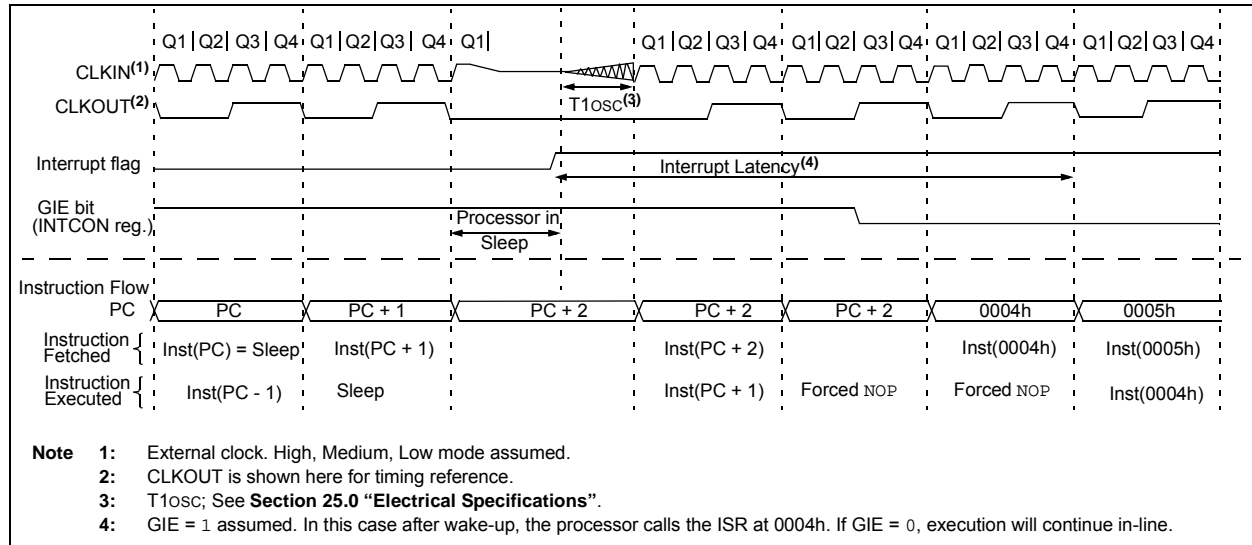 Q1| Q2| Q3| Q4 Q1| Q2| Q3| Q4 Q1| Q1| Q2| Q3| Q4 Q1| Q2| Q3| Q4 Q1| Q2| Q3| Q4 Q1| Q2| Q3| Q4
CLKIN(1)
CLKOUT(2)
T1OSC(3)
Interrupt flag
Interrupt Latency(4)
GIE bit
(INTCON reg.)
Processor in
Sleep
Instruction Flow
PC PC PC + 1 PC + 2 PC + 2 PC + 2 0004h 0005h
Instruction
Fetched { Inst(PC) = Sleep Inst(PC + 1) Inst(PC + 2) Inst(0004h) Inst(0005h)
Instruction
Executed { Inst(PC - 1) Sleep Inst(PC + 1) Forced NOP Forced NOP Inst(0004h)
Note 1: External clock. High, Medium, Low mode assumed.
2: CLKOUT is shown here for timing reference.
3: T1OSC; See Section 25.0 “Electrical Specifications”.
4: GIE = 1 assumed. In this case after wake-up, the processor calls the ISR at 0004h. If GIE = 0, execution will continue in-line.